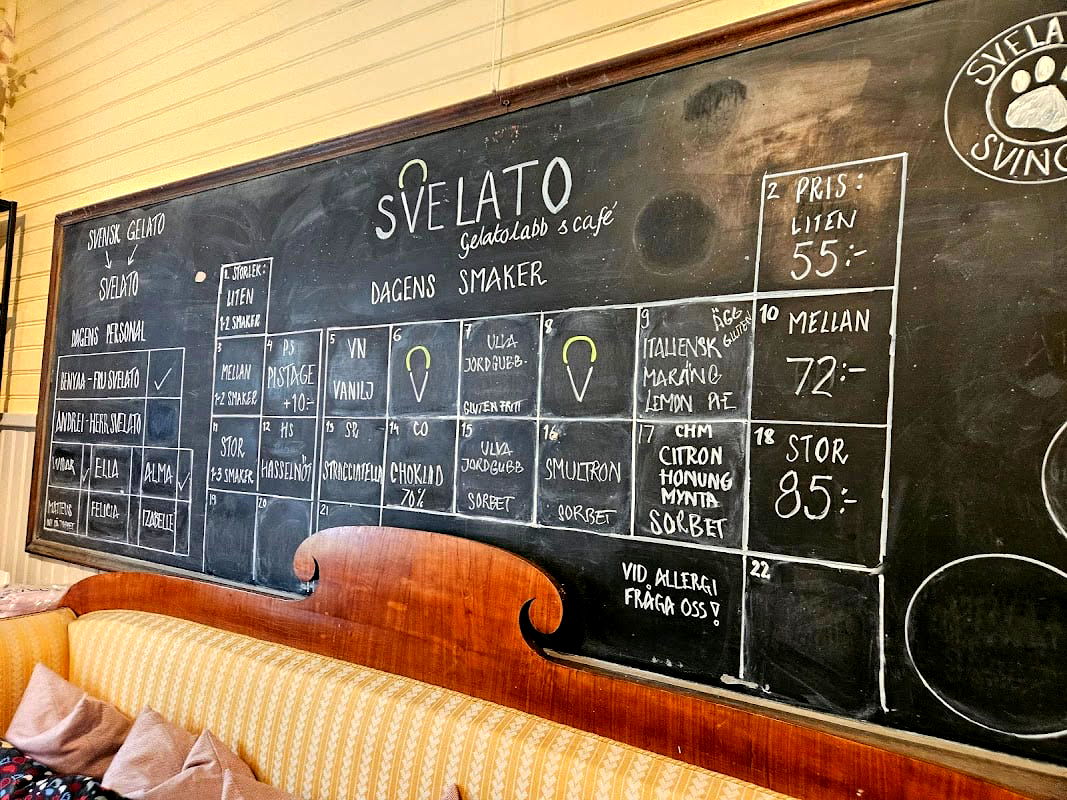 SVENSK GELATO
SVELATO
DAGENS PERSONAL
BENYAA - FRU SVELATO ✓
ANDREI - HERR SVELATO
VIDAR ✓ ELLA ALMA ✓
FELICIA IZABELLE
SVELATO
Gelatolabb & café
DAGENS SMAKER
1. STORLEK:
LITEN
1-2 SMAKER
2 PRIS:
LITEN
55:-
3
MELLAN
1-2 SMAKER
4 PS
PISTAGE
+10:-
5 VN
VANILJ
6
7
ULVA
JORDGUBB
GLUTENFRITT
8
9 ÄGG
GLUTEN
ITALIENSK
MARÄNG
LEMON PIE
10 MELLAN
72:-
11
STOR
1-3 SMAKER
12 HS
HASSELNÖT
13 SR
STRACCIATELLA
14 CO
CHOKLAD
70%
15
ULVA
JORDGUBB
SORBET
16
SMULTRON
SORBET
17 CHM
CITRON
HONUNG
MYNTA
SORBET
18 STOR
85:-
19
20
21
22
VID ALLERGI
FRÅGA OSS!